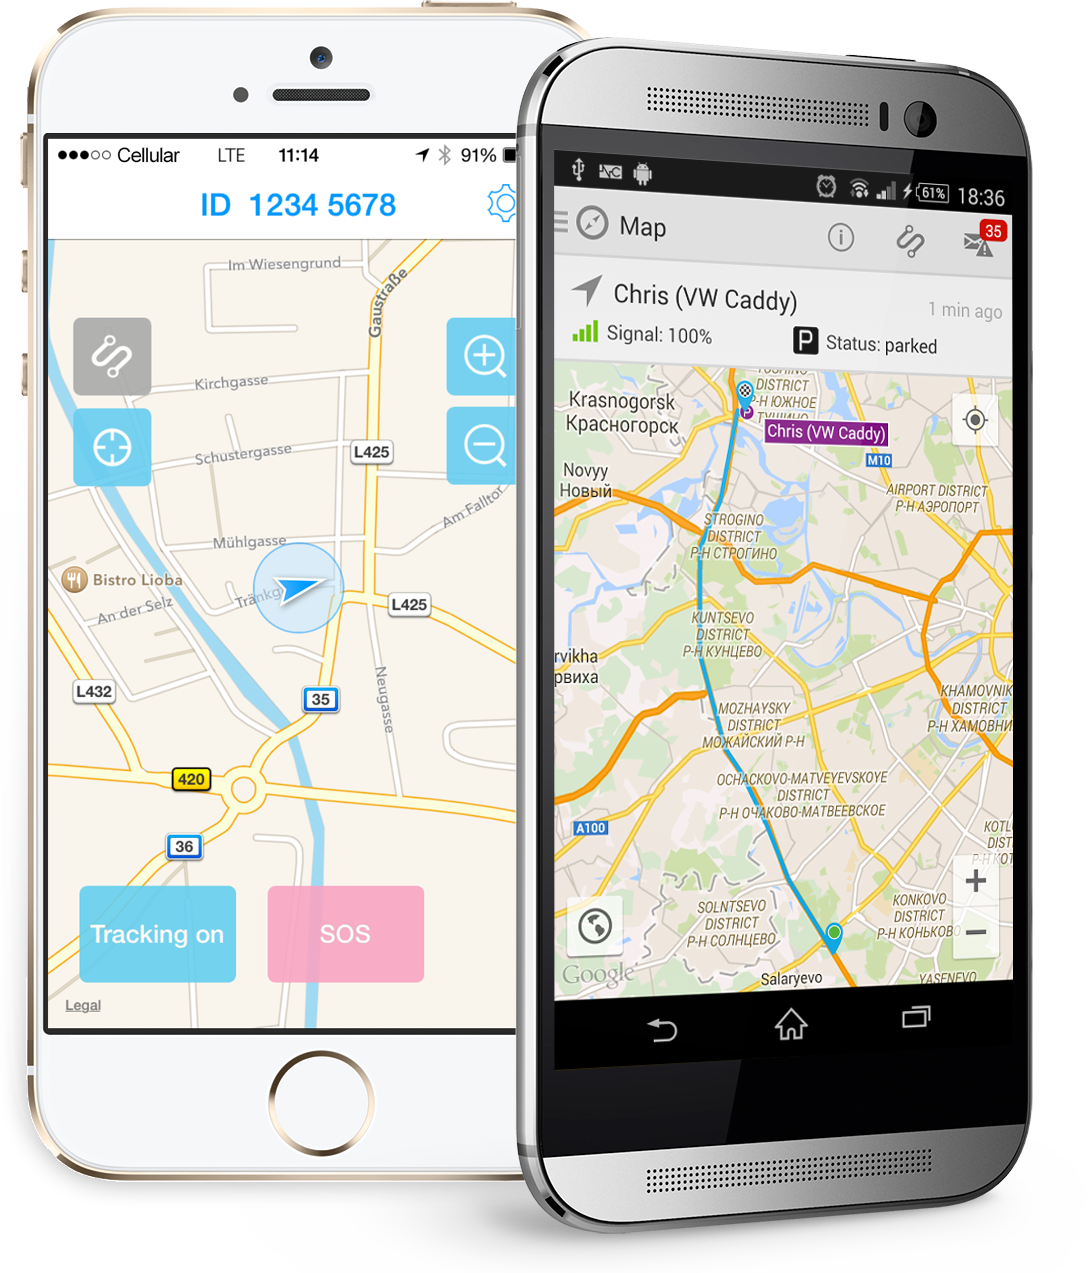 Cellular LTE 11:14 91%
ID 1234 5678
Im Wiesengrund
Gaustraße
Kirchgasse
L425
Schustergasse
Am Falltor
Mühlgasse
Bistro Lioba
An der Selz
L425
L432
35
Neugasse
420
36
Tracking on
SOS
Legal
61% 18:36
Map
35
Chris (VW Caddy)
1 min ago
Signal: 100%
P Status: parked
DISTRICT
Р-Н ЮЖНОЕ
ТУШИНО
Krasnogorsk
Красногорск
P
Chris (VW Caddy)
M10
Novyy
Новый
AIRPORT DISTRICT
Р-Н АЭРОПОРТ
STROGINO
DISTRICT
Р-Н СТРОГИНО
KUNTSEVO
DISTRICT
Р-Н КУНЦЕВО
rvikha
рвиха
KHAMOVNIK
DISTRICT
Р-Н ХАМОВНИ
MOZHAYSKY
DISTRICT
МОЖАЙСКИЙ Р-Н
OCHAKOVO-MATVEYEVSKOYE
DISTRICT
Р-Н ОЧАКОВО-МАТВЕЕВСКОЕ
A100
KOTL
DI
Р-Н КОТ
SOLNTSEVO
DISTRICT
Р-Н СОЛНЦЕВО
KONKOVO
DISTRICT
Р-Н КОНЬКОВО
Google
Salaryevo
YASENEVO